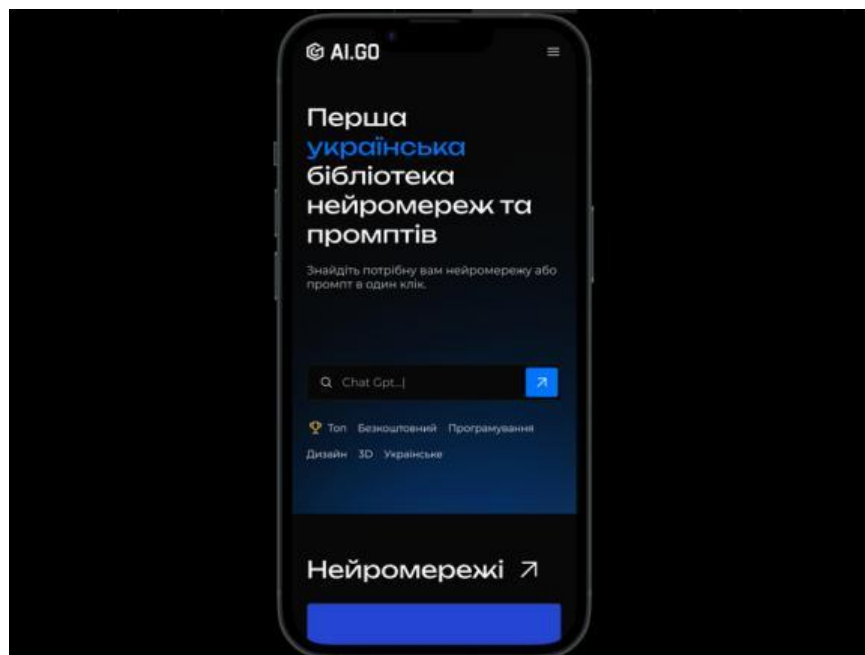 AI.GO
Перша
українська
бібліотека
нейромереж та
промптів
Знайдіть потрібну вам нейромережу або
промпт в один клік.
Chat Gpt...|
Топ Безкоштовний Програмування
Дизайн 3D Українське
Нейромережі